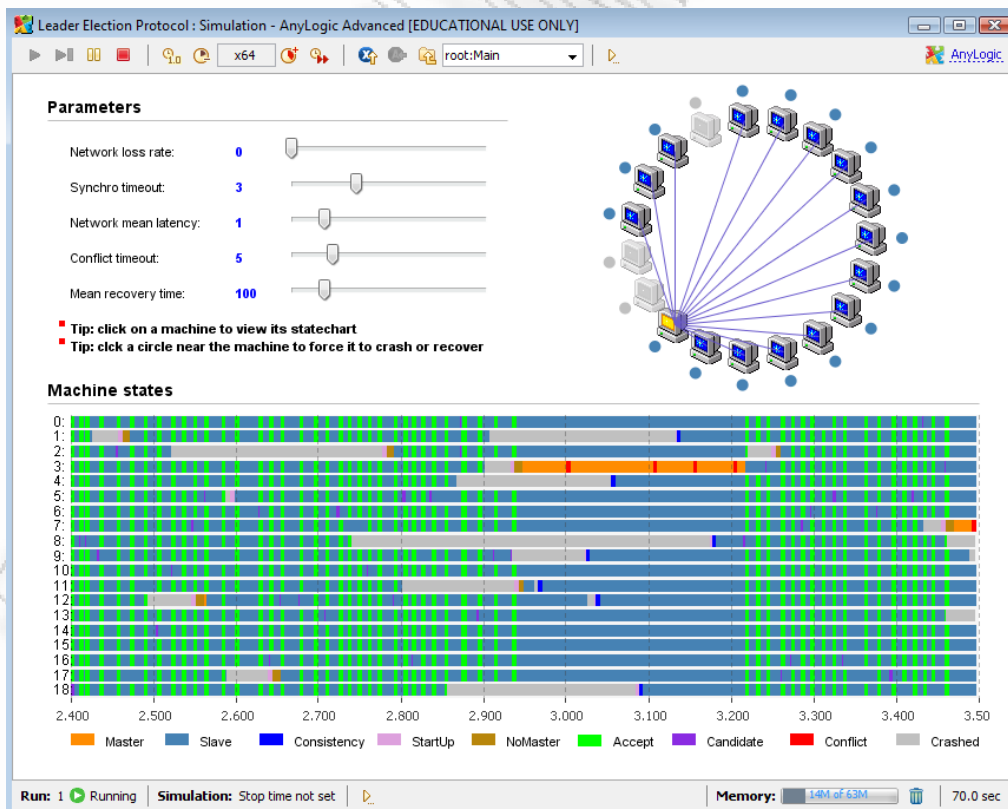 Leader Election Protocol : Simulation - AnyLogic Advanced [EDUCATIONAL USE ONLY]
x64 root:Main AnyLogic
Parameters
Network loss rate: 0
Synchro timeout: 3
Network mean latency: 1
Conflict timeout: 5
Mean recovery time: 100
Tip: click on a machine to view its statechart
Tip: clck a circle near the machine to force it to crash or recover
Machine states
0:
1:
2:
3:
4:
5:
6:
7:
8:
9:
10:
11:
12:
13:
14:
15:
16:
17:
18:
2.400 2.500 2.600 2.700 2.800 2.900 3.000 3.100 3.200 3.300 3.400 3.50
Master Slave Consistency StartUp NoMaster Accept Candidate Conflict Crashed
Run: 1 Running Simulation: Stop time not set Memory: 14M of 63M 70.0 sec